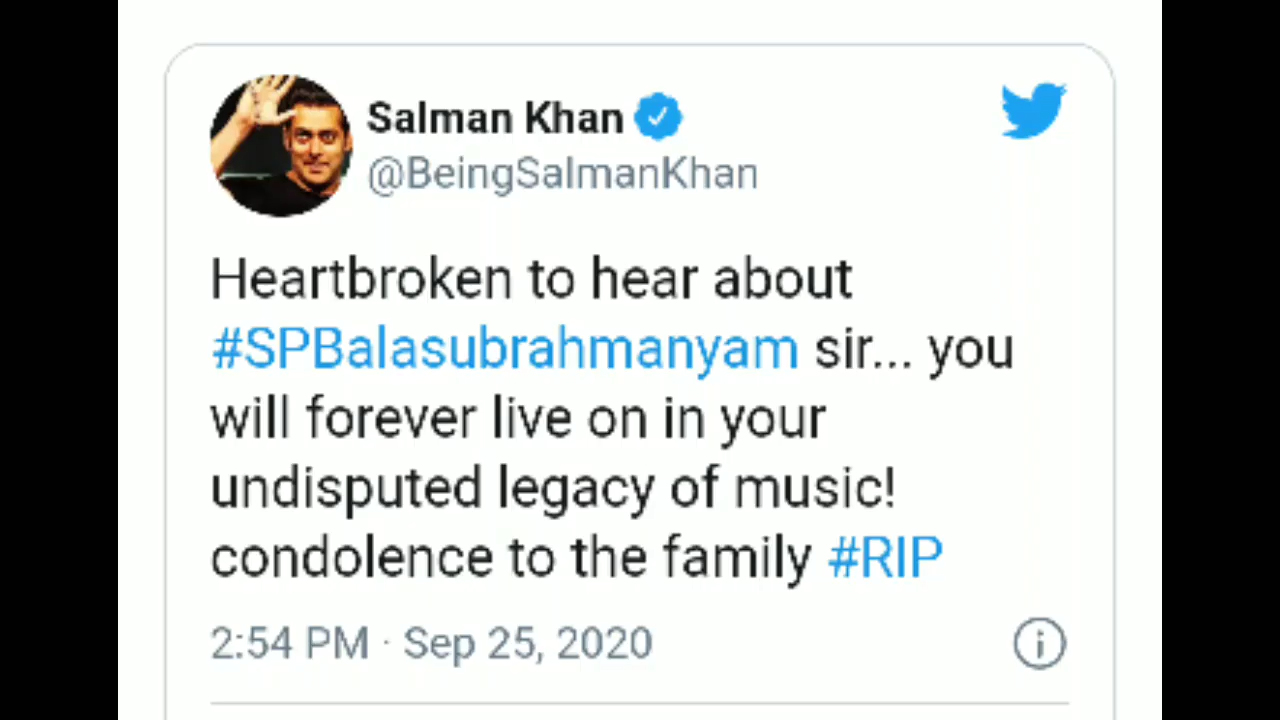 Salman Khan
@BeingSalmanKhan
Heartbroken to hear about
#SPBalasubrahmanyam sir... you
will forever live on in your
undisputed legacy of music!
condolence to the family #RIP
2:54 PM · Sep 25, 2020